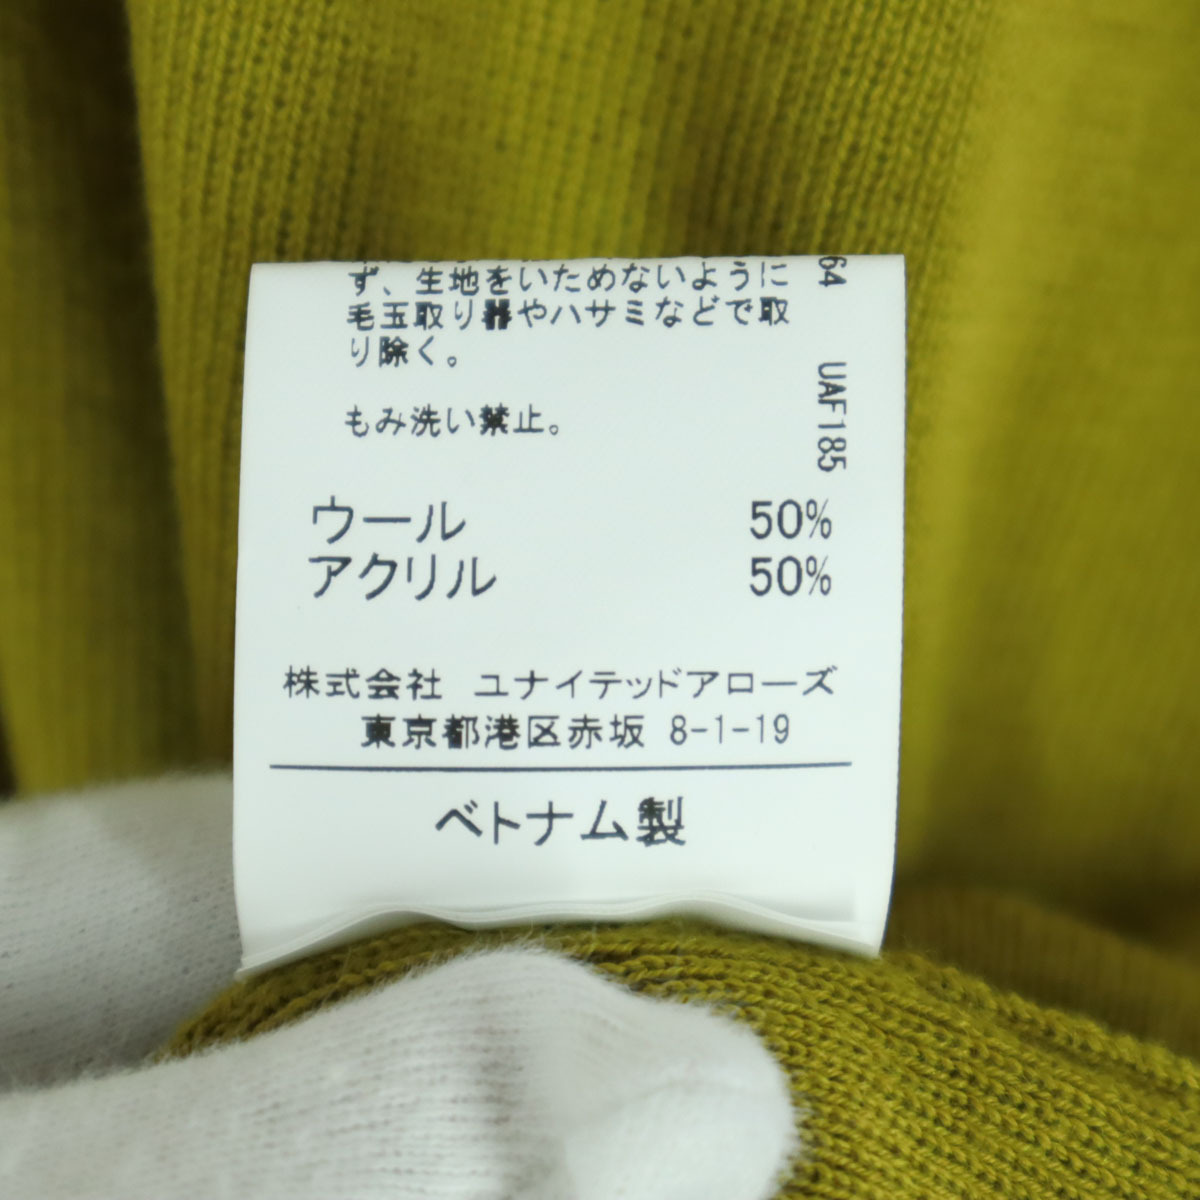 ず、生地をいためないように
毛玉取り器やハサミなどで取
り除く。
もみ洗い禁止。
64 UAF185
ウール 50%
アクリル 50%
株式会社 ユナイテッドアローズ
東京都港区赤坂 8-1-19
ベトナム製